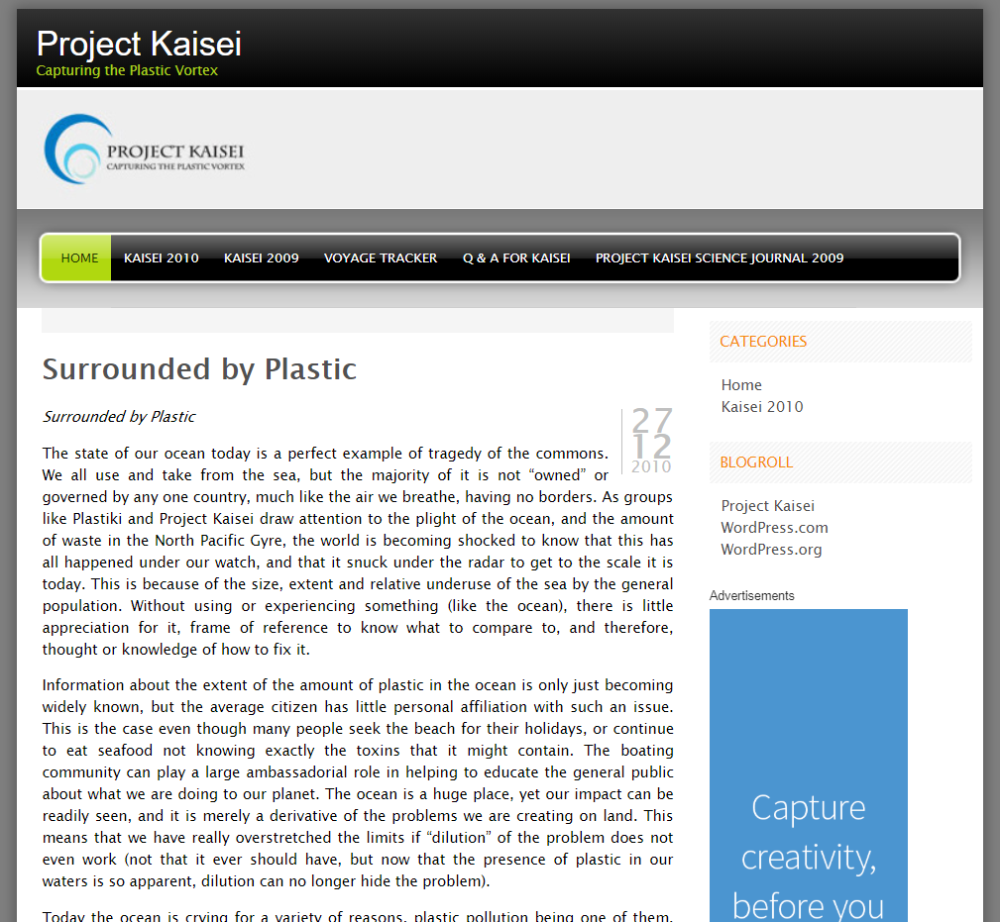 Project Kaisei
Capturing the Plastic Vortex
PROJECT KAISEI
CAPTURING THE PLASTIC VORTEX
HOME KAISEI 2010 KAISEI 2009 VOYAGE TRACKER Q & A FOR KAISEI PROJECT KAISEI SCIENCE JOURNAL 2009
Surrounded by Plastic
27
12
2010
Surrounded by Plastic
The state of our ocean today is a perfect example of tragedy of the commons.
We all use and take from the sea, but the majority of it is not “owned” or
governed by any one country, much like the air we breathe, having no borders. As groups
like Plastiki and Project Kaisei draw attention to the plight of the ocean, and the amount
of waste in the North Pacific Gyre, the world is becoming shocked to know that this has
all happened under our watch, and that it snuck under the radar to get to the scale it is
today. This is because of the size, extent and relative underuse of the sea by the general
population. Without using or experiencing something (like the ocean), there is little
appreciation for it, frame of reference to know what to compare to, and therefore,
thought or knowledge of how to fix it.
Information about the extent of the amount of plastic in the ocean is only just becoming
widely known, but the average citizen has little personal affiliation with such an issue.
This is the case even though many people seek the beach for their holidays, or continue
to eat seafood not knowing exactly the toxins that it might contain. The boating
community can play a large ambassadorial role in helping to educate the general public
about what we are doing to our planet. The ocean is a huge place, yet our impact can be
readily seen, and it is merely a derivative of the problems we are creating on land. This
means that we have really overstretched the limits if “dilution” of the problem does not
even work (not that it ever should have, but now that the presence of plastic in our
waters is so apparent, dilution can no longer hide the problem).
Today the ocean is crying for a variety of reasons, plastic pollution being one of them.
CATEGORIES
Home
Kaisei 2010
BLOGROLL
Project Kaisei
WordPress.com
WordPress.org
Advertisements
Capture
creativity,
before you